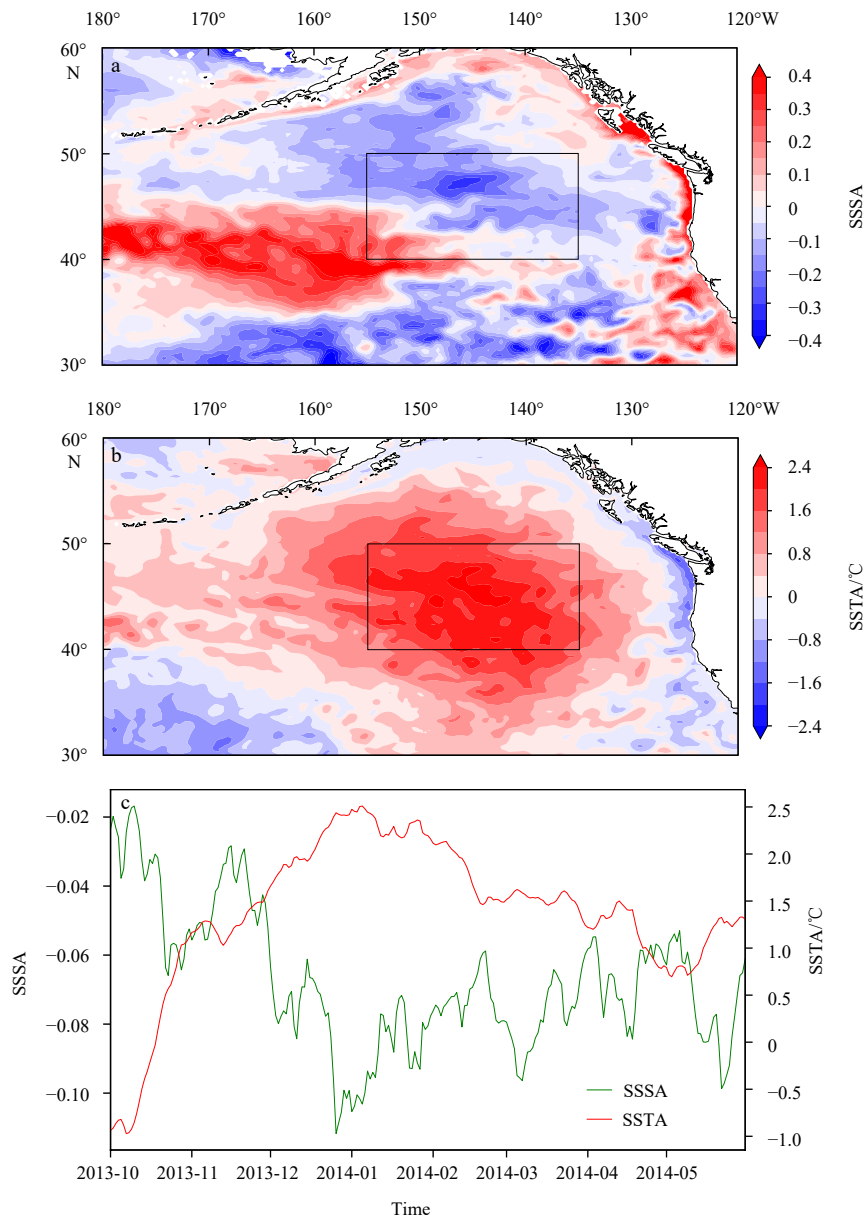 180° 170° 160° 150° 140° 130° 120°W
60°
N
50°
40°
30°
a
0.4
0.3
0.2
0.1
0
−0.1
−0.2
−0.3
−0.4
SSSA
180° 170° 160° 150° 140° 130° 120°W
60°
N
50°
40°
30°
b
2.4
1.6
0.8
0
−0.8
−1.6
−2.4
SSTA/℃
c
−0.02
−0.04
−0.06
−0.08
−0.10
SSSA
2.5
2.0
1.5
1.0
0.5
0
−0.5
−1.0
SSTA/℃
SSSA
SSTA
2013-10 2013-11 2013-12 2014-01 2014-02 2014-03 2014-04 2014-05
Time